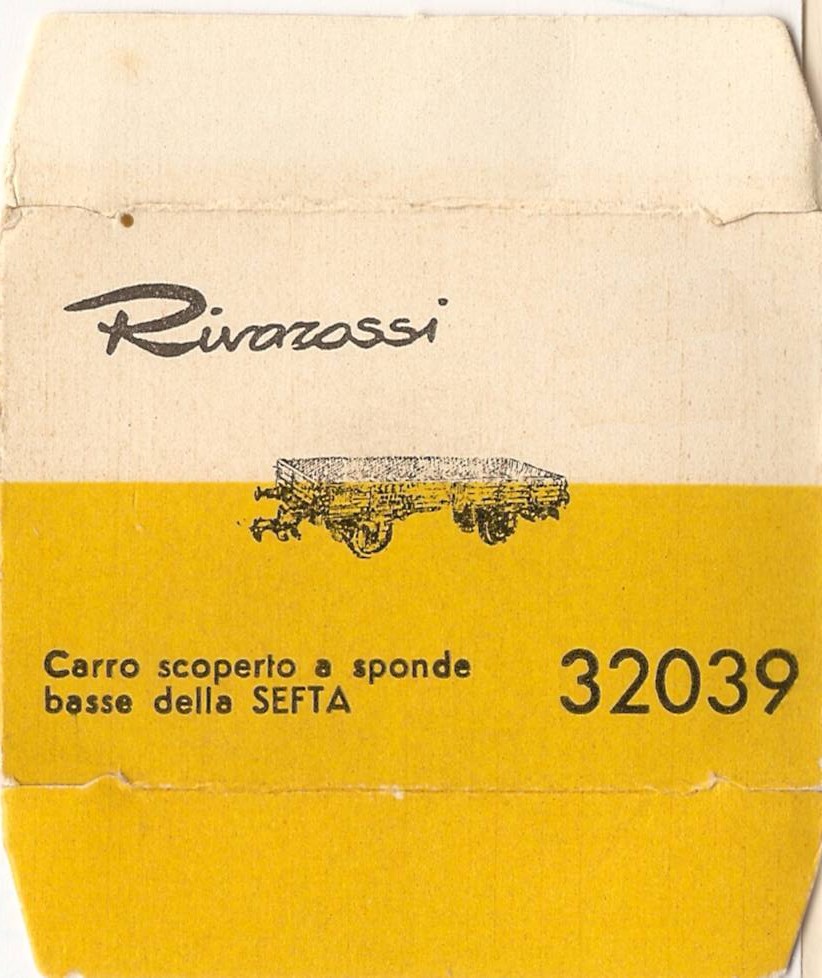 Rivarossi
Carro scoperto a sponde
basse della SEFTA
32039